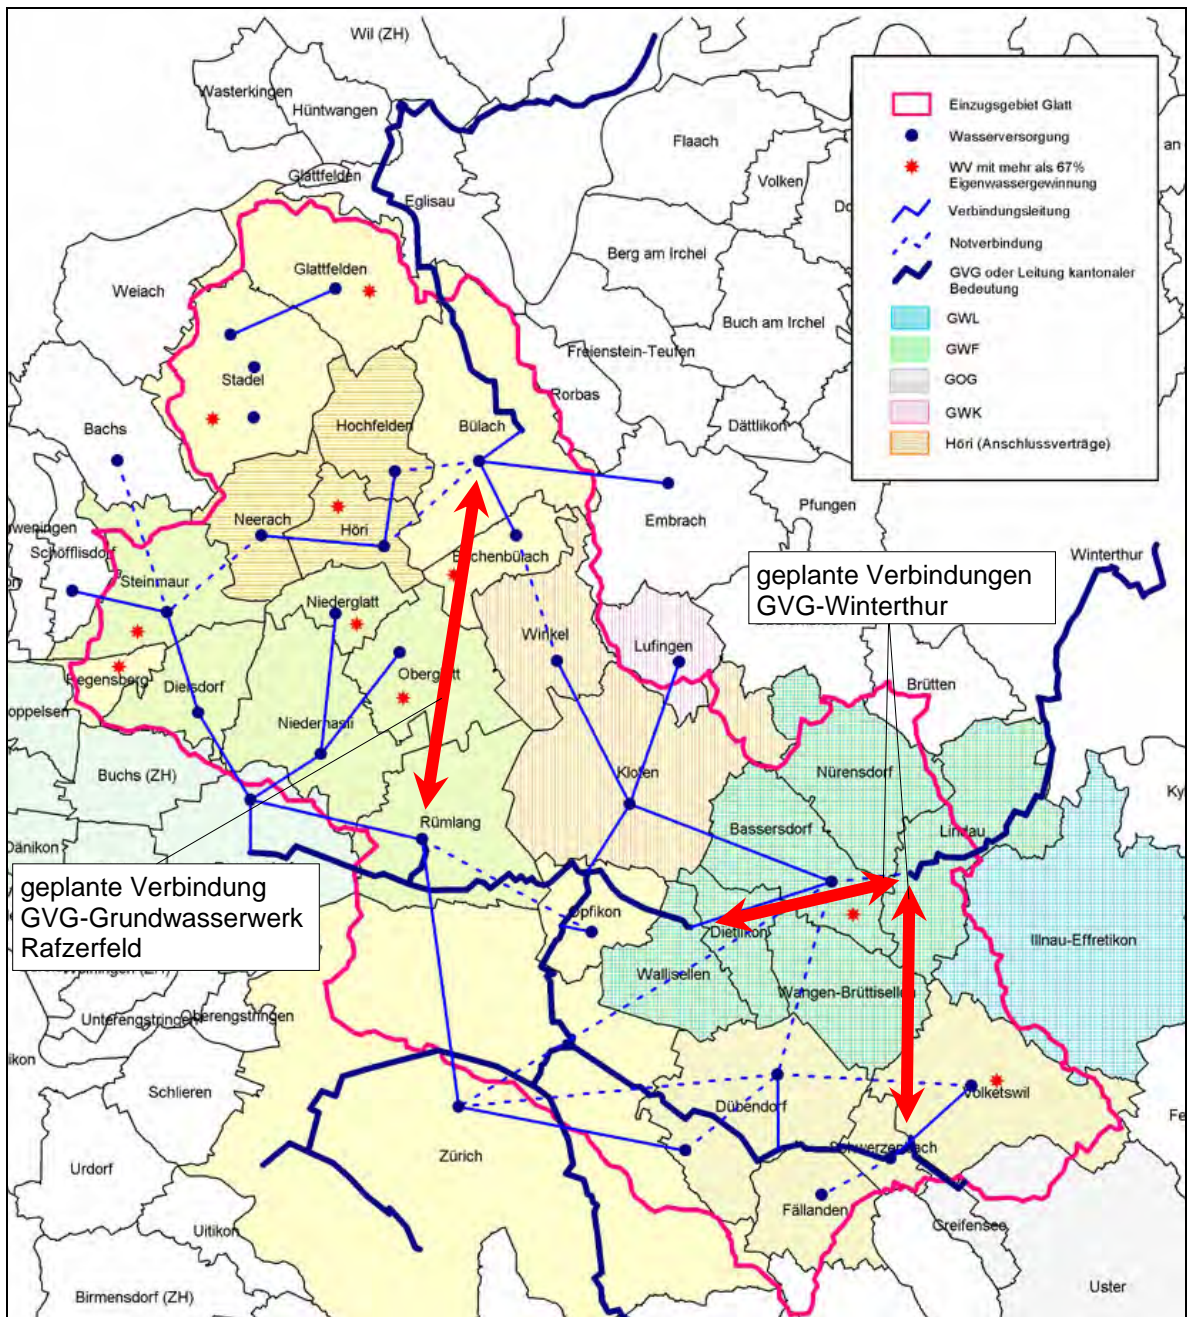 Wil (ZH)
Wasterkingen
Hüntwangen
Flaach
an
Glattfelden
Volken
Eglisau
Berg am Irchel
Glattfelden
Weiach
Buch am Irchel
Freienstein-Teufen
Stadel
Rorbas
Dättlikon
Bachs
Hochfelden
Bülach
Pfungen
Embrach
Neerach
Höri
Schöfflisdorf
Winterthur
Steinmaur
Niederglatt
Winkel
Lufingen
Regensberg
Dielsdorf
Oberglatt
Brütten
Niederhasli
Buchs (ZH)
Kloten
Nürensdorf
Rümlang
Bassersdorf
Lindau
Dänikon
Opfikon
Dietlikon
Illnau-Effretikon
Wallisellen
Wangen-Brüttisellen
Unterengstringen
Oberengstringen
ikon
Schlieren
Dübendorf
Volketswil
Zürich
Schwerzenbach
Urdorf
Fällanden
Uitikon
Greifensee
Uster
Birmensdorf (ZH)
Einzugsgebiet Glatt
Wasserversorgung
WV mit mehr als 67%
Eigenwassergewinnung
Verbindungsleitung
Notverbindung
GVG oder Leitung kantonaler
Bedeutung
GWL
GWF
GOG
GWK
Höri (Anschlussverträge)
geplante Verbindungen
GVG-Winterthur
geplante Verbindung
GVG-Grundwasserwerk
Rafzerfeld